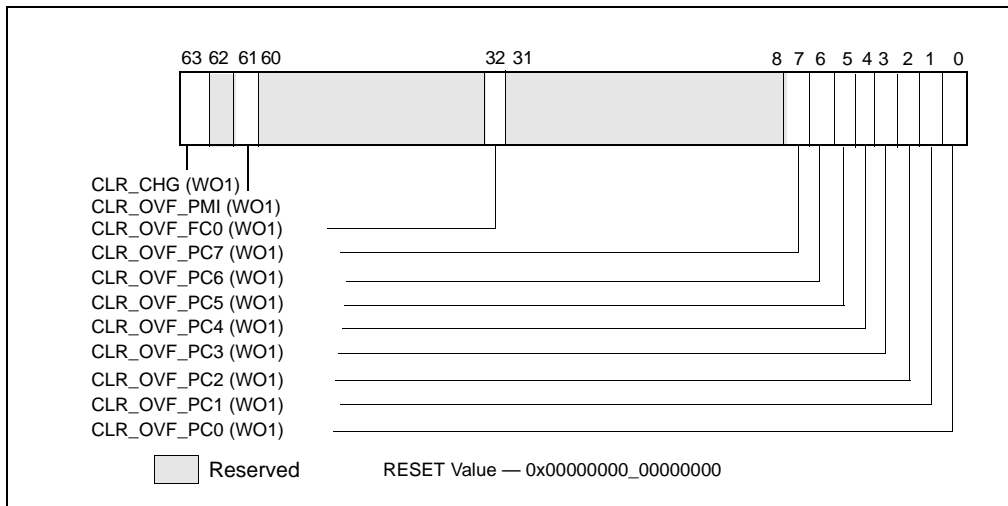 63 62 61 60 32 31 8 7 6 5 4 3 2 1 0
CLR_CHG (WO1)
CLR_OVF_PMI (WO1)
CLR_OVF_FC0 (WO1)
CLR_OVF_PC7 (WO1)
CLR_OVF_PC6 (WO1)
CLR_OVF_PC5 (WO1)
CLR_OVF_PC4 (WO1)
CLR_OVF_PC3 (WO1)
CLR_OVF_PC2 (WO1)
CLR_OVF_PC1 (WO1)
CLR_OVF_PC0 (WO1)
Reserved RESET Value — 0x00000000_00000000